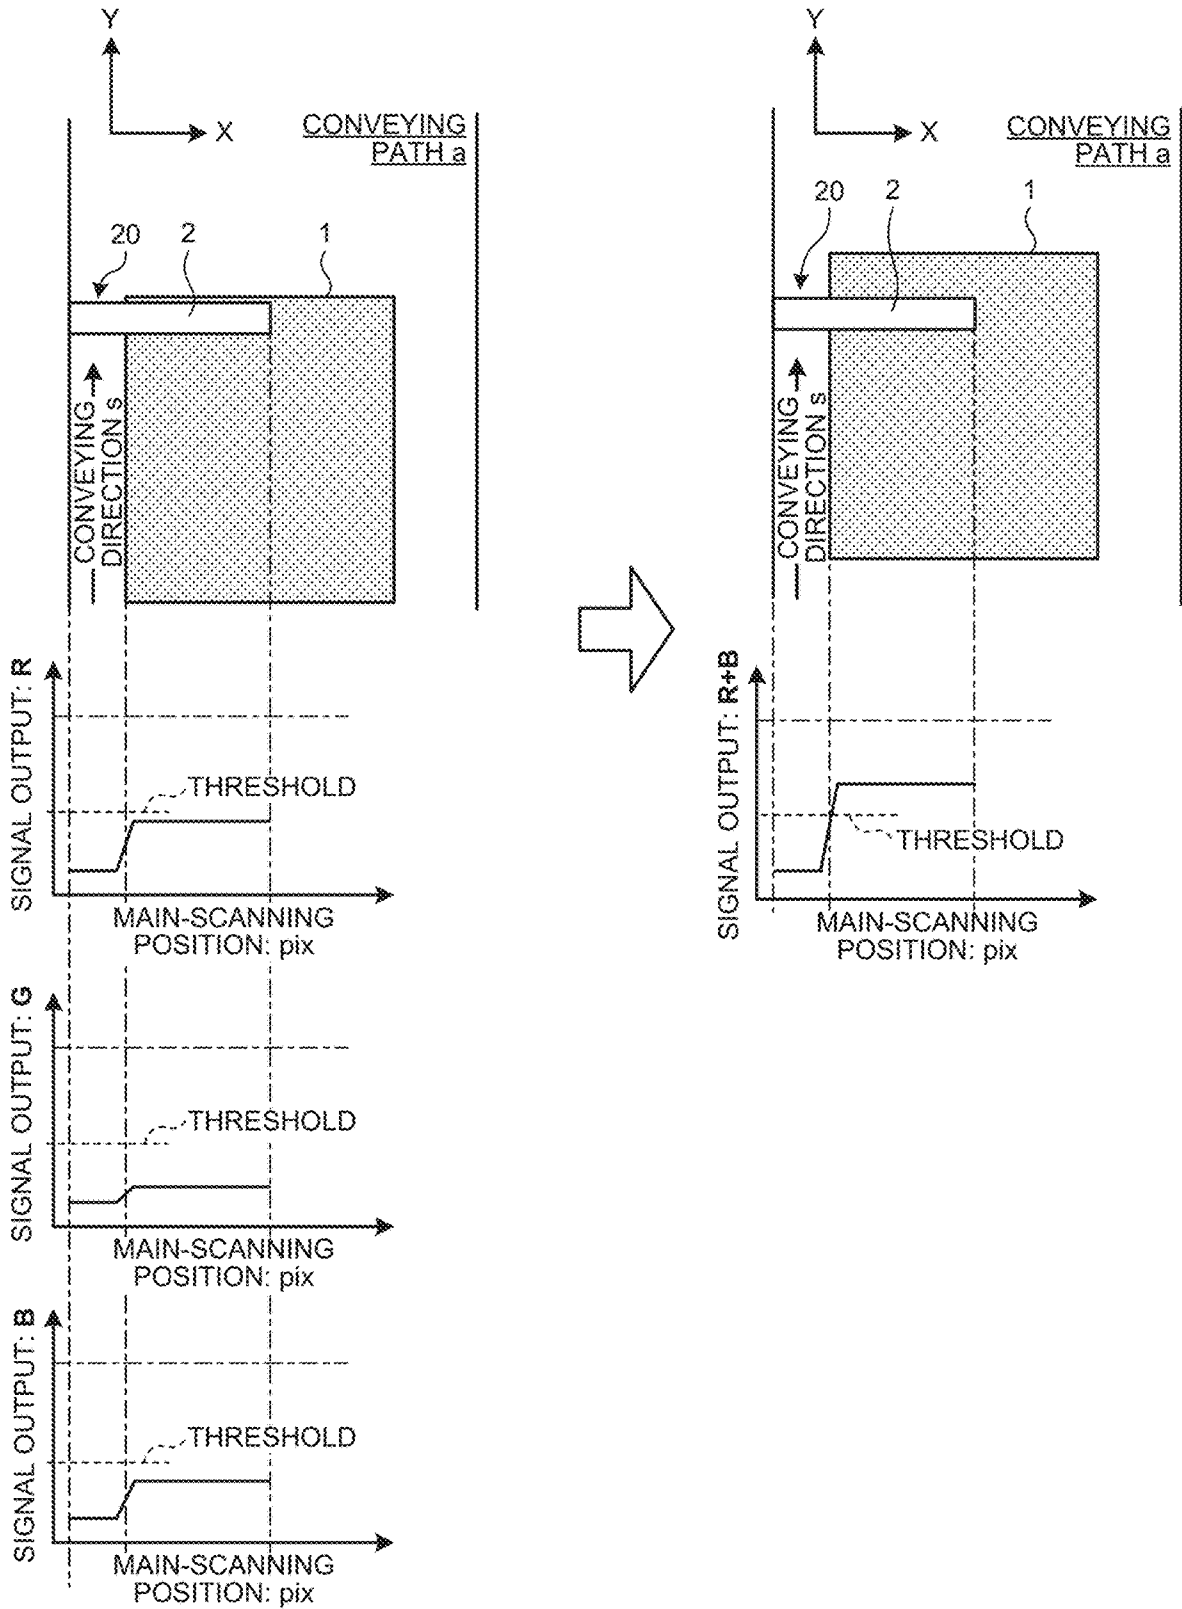 Y
X
CONVEYING
PATH a
20
2
1
CONVEYING
DIRECTION s
SIGNAL OUTPUT: R
THRESHOLD
MAIN-SCANNING
POSITION: pix
SIGNAL OUTPUT: G
THRESHOLD
MAIN-SCANNING
POSITION: pix
SIGNAL OUTPUT: B
THRESHOLD
MAIN-SCANNING
POSITION: pix
Y
X
CONVEYING
PATH a
20
2
1
CONVEYING
DIRECTION s
SIGNAL OUTPUT: R+B
THRESHOLD
MAIN-SCANNING
POSITION: pix